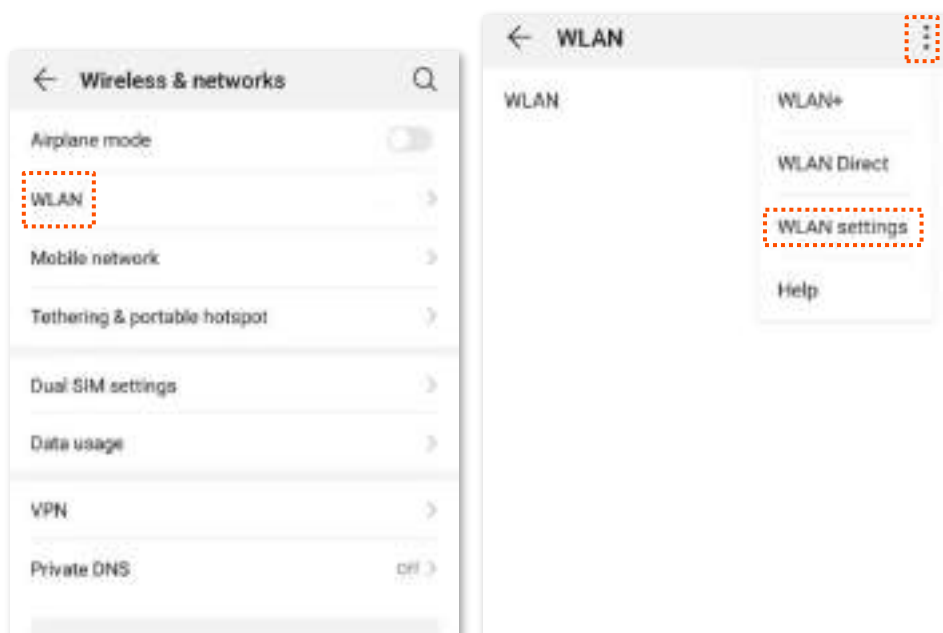 Wireless & networks
Airplane mode
WLAN
Mobile network
Tethering & portable hotspot
Dual SIM settings
Data usage
VPN
Private DNS
Off
WLAN
WLAN
WLAN+
WLAN Direct
WLAN settings
Help